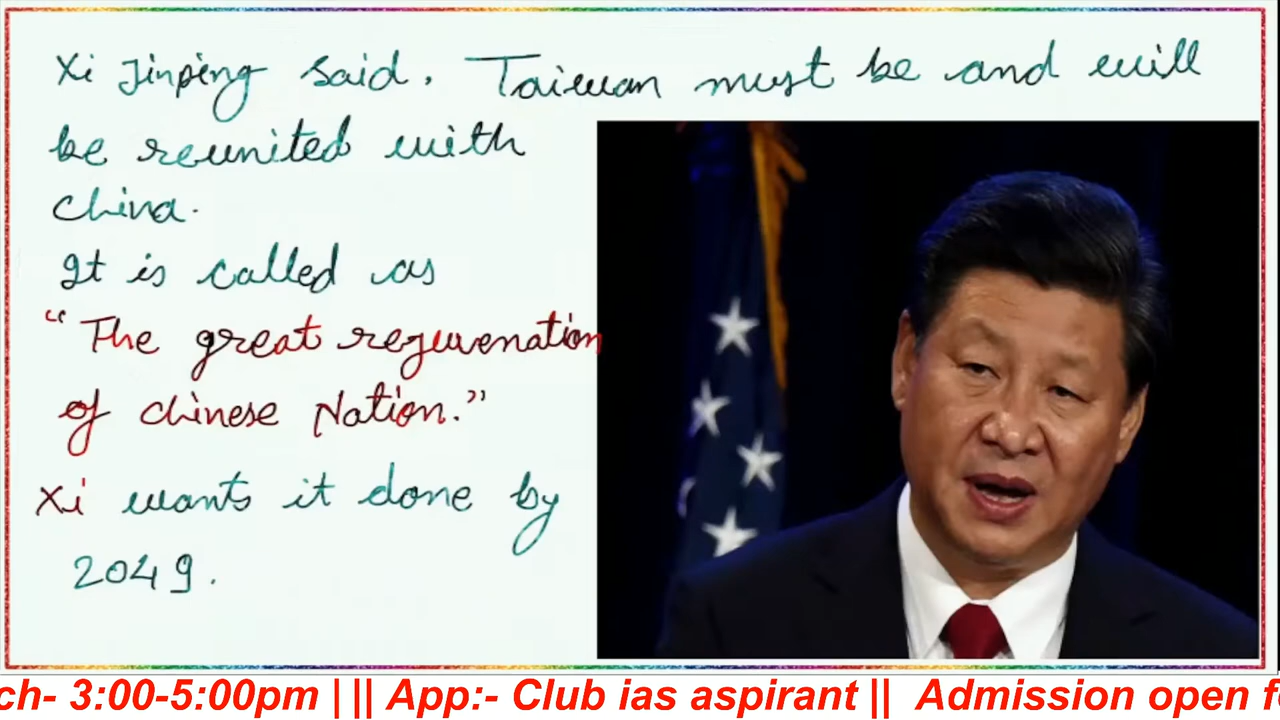 Xi Jinping said, Taiwan must be and will
be reunited with
China.
It is called as
“The great rejuvenation
of chinese Nation.”
Xi wants it done by
2049.
ch- 3:00-5:00pm | || App:- Club ias aspirant ||  Admission open f